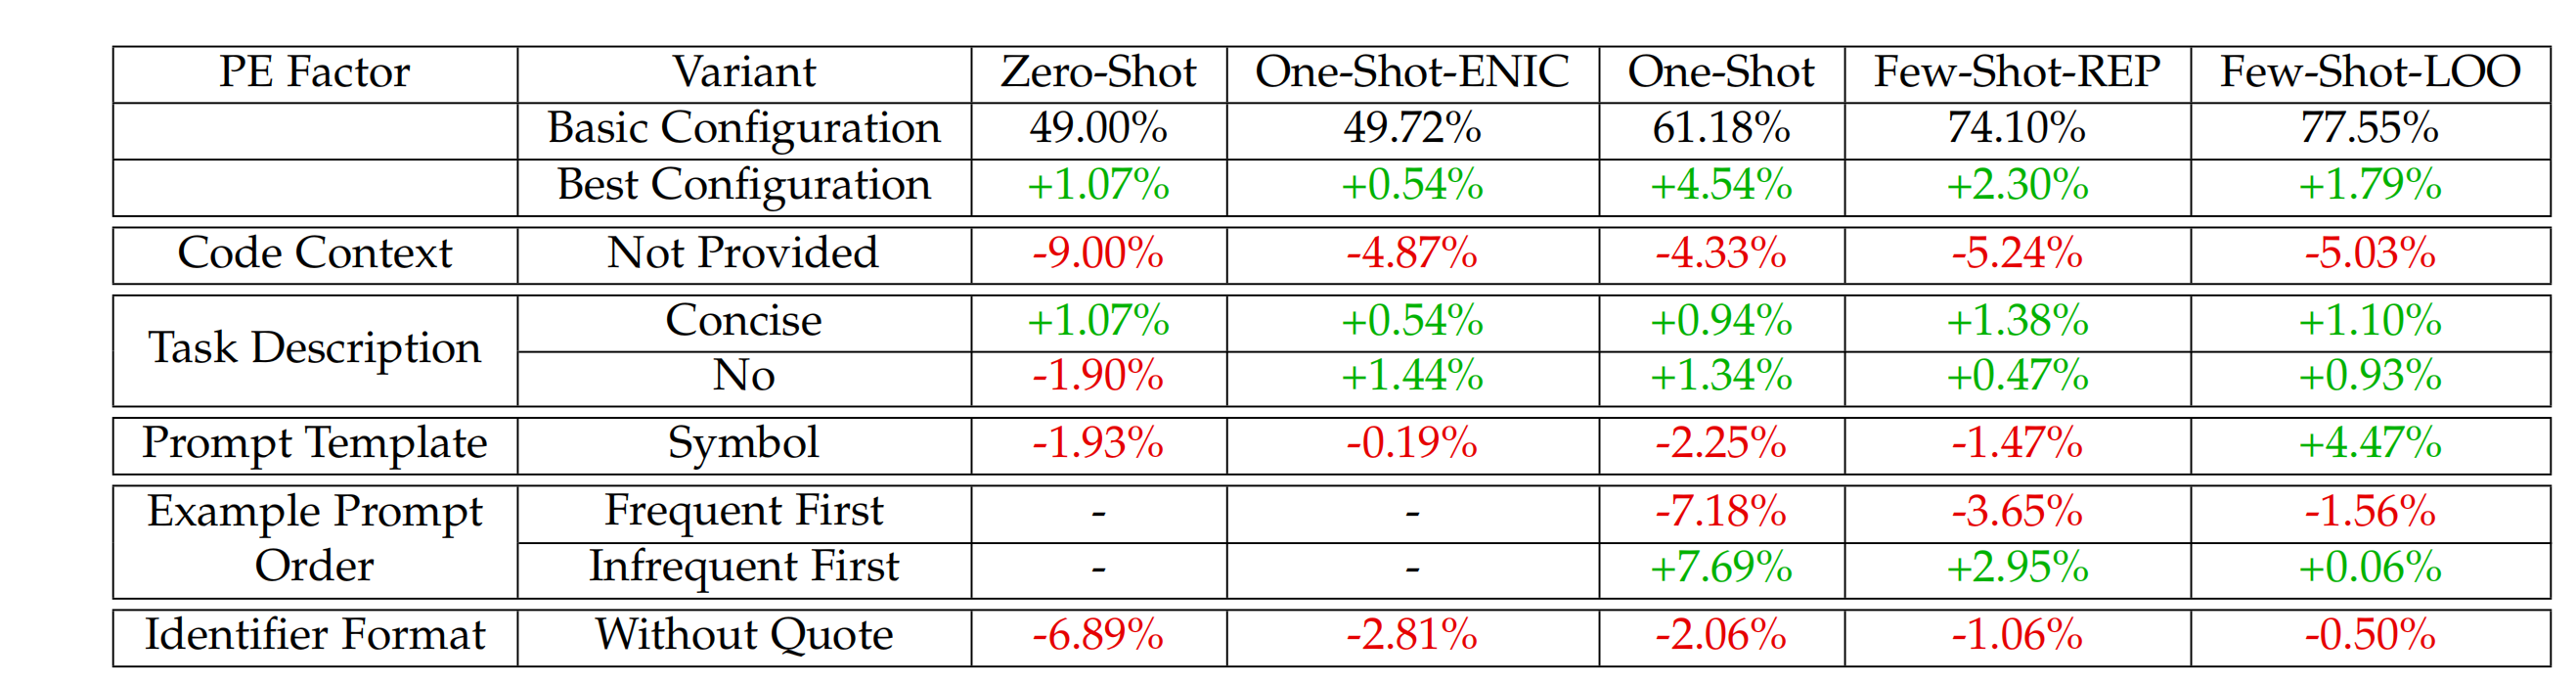 PE Factor Variant Zero-Shot One-Shot-ENIC One-Shot Few-Shot-REP Few-Shot-LOO
Basic Configuration 49.00% 49.72% 61.18% 74.10% 77.55%
Best Configuration +1.07% +0.54% +4.54% +2.30% +1.79%
Code Context Not Provided -9.00% -4.87% -4.33% -5.24% -5.03%
Task Description Concise +1.07% +0.54% +0.94% +1.38% +1.10%
No -1.90% +1.44% +1.34% +0.47% +0.93%
Prompt Template Symbol -1.93% -0.19% -2.25% -1.47% +4.47%
Example Prompt Frequent First - - -7.18% -3.65% -1.56%
Order Infrequent First - - +7.69% +2.95% +0.06%
Identifier Format Without Quote -6.89% -2.81% -2.06% -1.06% -0.50%